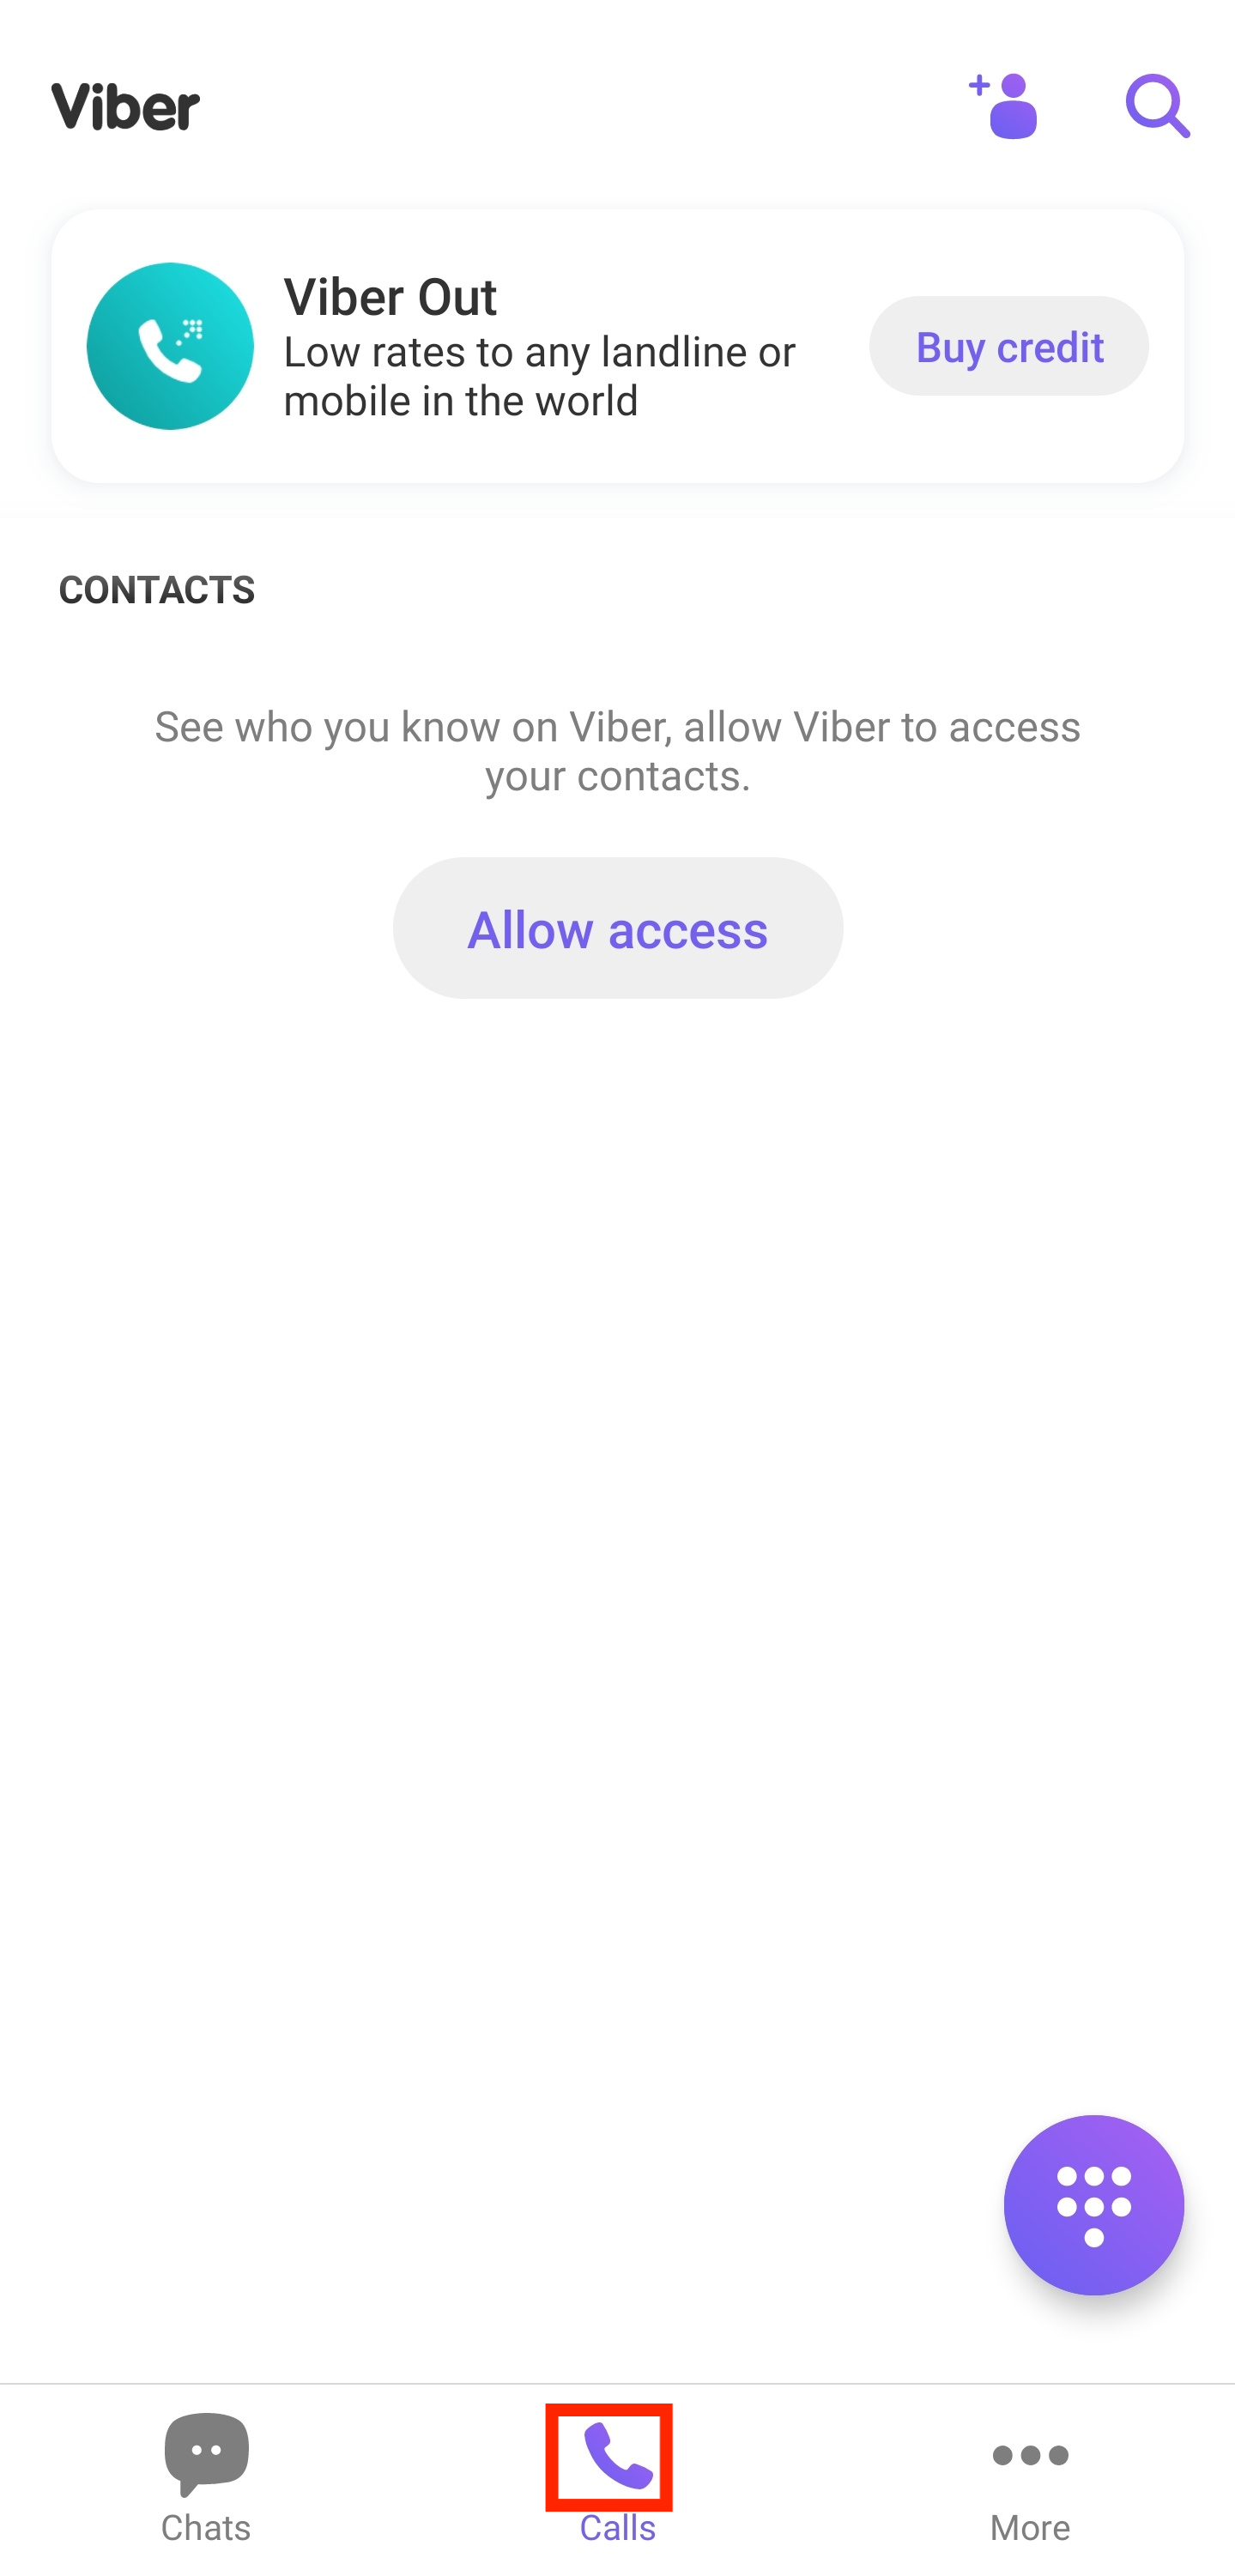 Viber
Viber Out
Low rates to any landline or
mobile in the world
Buy credit
CONTACTS
See who you know on Viber, allow Viber to access
your contacts.
Allow access
Chats
Calls
More